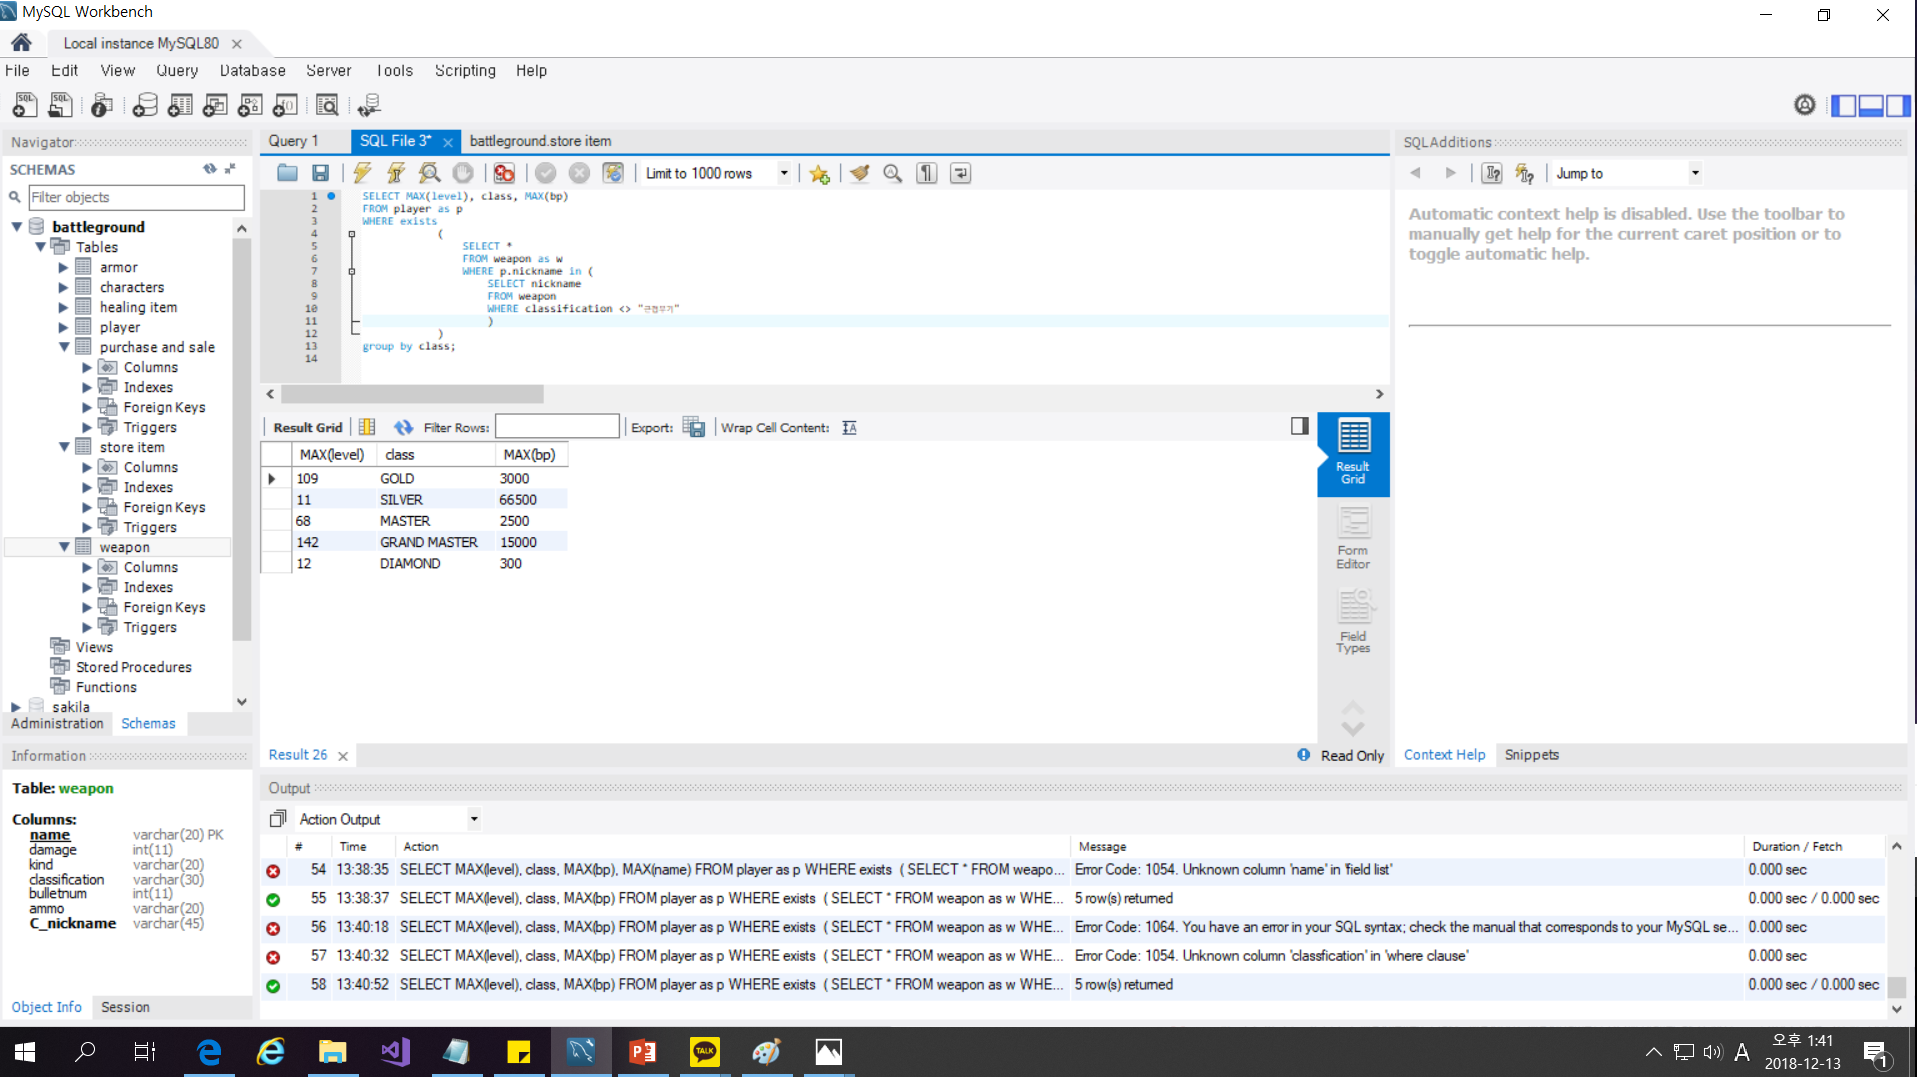 MySQL Workbench
Local instance MySQL80
File Edit View Query Database Server Tools Scripting Help
Navigator
SCHEMAS
Filter objects
battleground
Tables
armor
characters
healing item
player
purchase and sale
Columns
Indexes
Foreign Keys
Triggers
store item
Columns
Indexes
Foreign Keys
Triggers
weapon
Columns
Indexes
Foreign Keys
Triggers
Views
Stored Procedures
Functions
sakila
Administration Schemas
Information
Table: weapon
Columns:
name varchar(20) PK
damage int(11)
kind varchar(20)
classification varchar(30)
bulletnum int(11)
ammo varchar(20)
C_nickname varchar(45)
Object Info Session
Query 1 SQL File 3* battleground.store item
Limit to 1000 rows
1 SELECT MAX(level), class, MAX(bp)
2 FROM player as p
3 WHERE exists
4 (
5 SELECT *
6 FROM weapon as w
7 WHERE p.nickname in (
8 SELECT nickname
9 FROM weapon
10 WHERE classification <> "근접무기"
11 )
12 )
13 group by class;
14
Result Grid Filter Rows: Export: Wrap Cell Content:
MAX(level) class MAX(bp)
109 GOLD 3000
11 SILVER 66500
68 MASTER 2500
142 GRAND MASTER 15000
12 DIAMOND 300
Result Grid
Form Editor
Field Types
Result 26 Read Only
SQLAdditions
Jump to
Automatic context help is disabled. Use the toolbar to
manually get help for the current caret position or to
toggle automatic help.
Context Help Snippets
Output
Action Output
# Time Action Message Duration / Fetch
54 13:38:35 SELECT MAX(level), class, MAX(bp), MAX(name) FROM player as p WHERE exists ( SELECT * FROM weapo... Error Code: 1054. Unknown column 'name' in 'field list' 0.000 sec
55 13:38:37 SELECT MAX(level), class, MAX(bp) FROM player as p WHERE exists ( SELECT * FROM weapon as w WHE... 5 row(s) returned 0.000 sec / 0.000 sec
56 13:40:18 SELECT MAX(level), class, MAX(bp) FROM player as p WHERE exists ( SELECT * FROM weapon as w WHE... Error Code: 1064. You have an error in your SQL syntax; check the manual that corresponds to your MySQL se... 0.000 sec
57 13:40:32 SELECT MAX(level), class, MAX(bp) FROM player as p WHERE exists ( SELECT * FROM weapon as w WHE... Error Code: 1054. Unknown column 'classfication' in 'where clause' 0.000 sec
58 13:40:52 SELECT MAX(level), class, MAX(bp) FROM player as p WHERE exists ( SELECT * FROM weapon as w WHE... 5 row(s) returned 0.000 sec / 0.000 sec
TALK
A
오후 1:41
2018-12-13
1